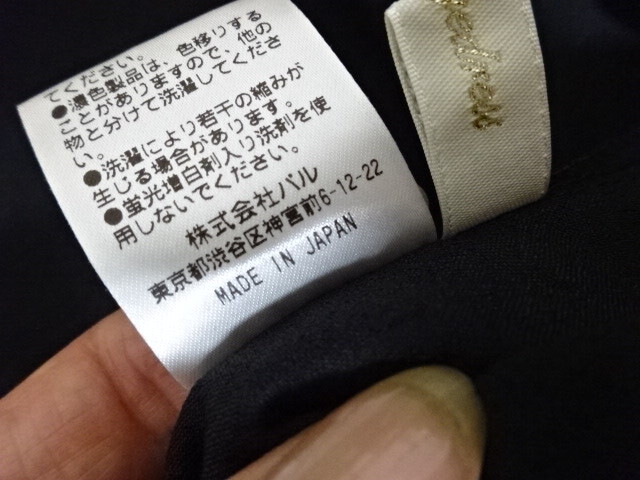 てください。
●濃色製品は、色移りする
ことがありますので、他の
物と分けて洗濯してくださ
い。
●洗濯により若干の縮みが
生じる場合があります。
●蛍光増白剤入り洗剤を使
用しないでください。
株式会社パル
東京都渋谷区神宮前6-12-22
MADE IN JAPAN